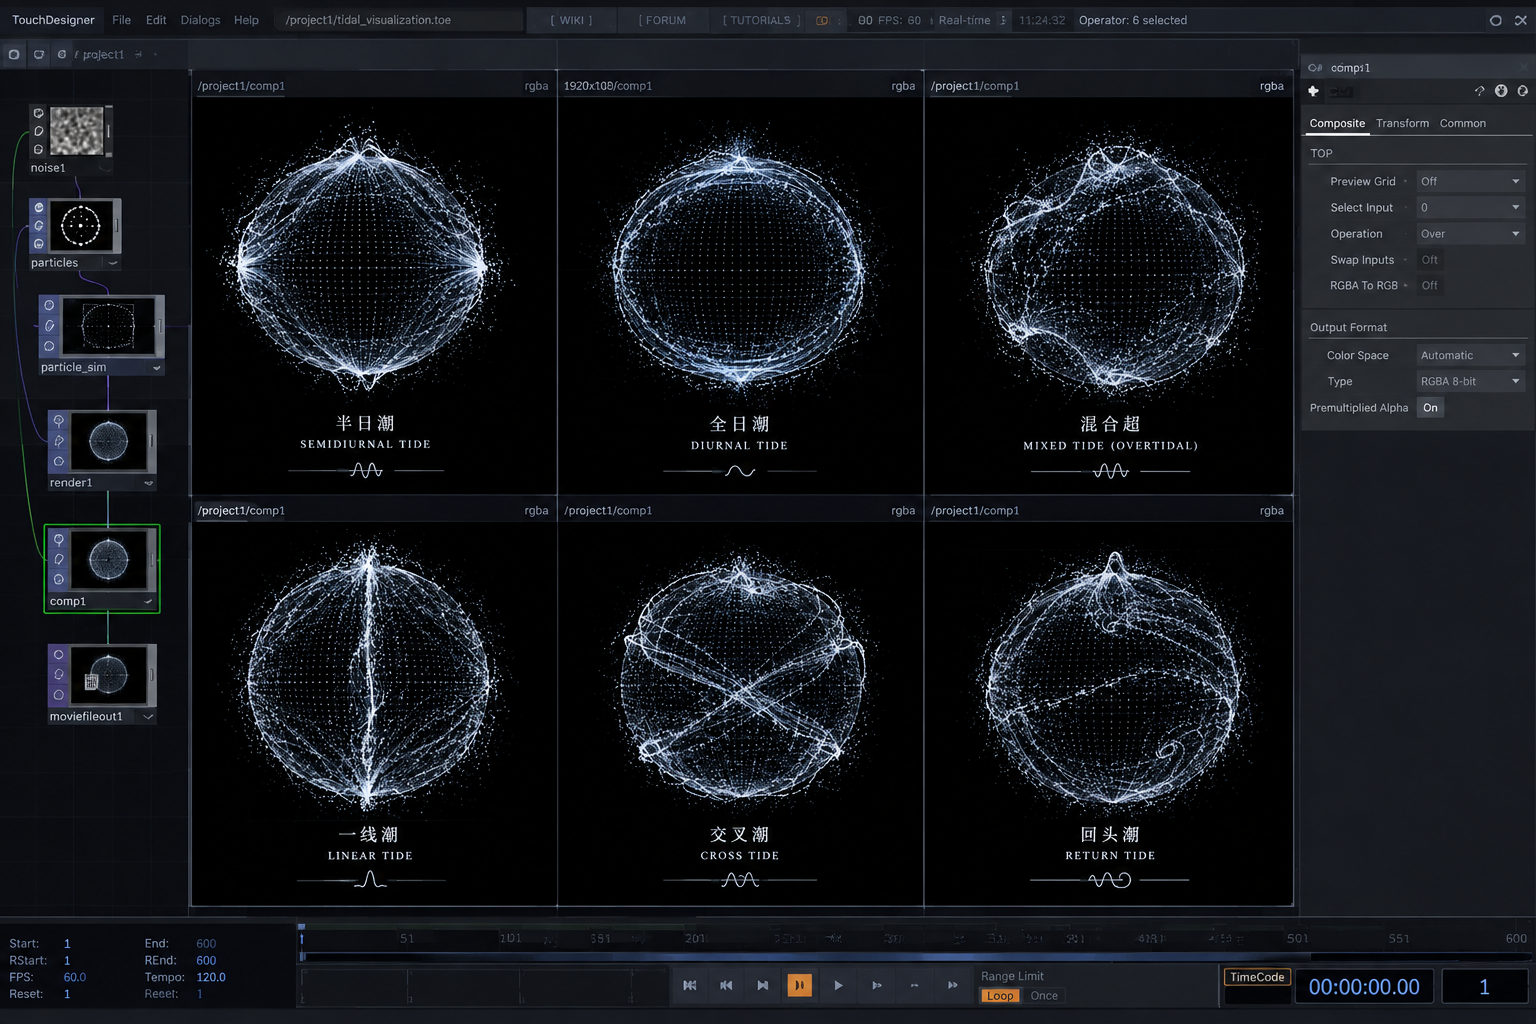 TouchDesigner File Edit Dialogs Help /project1/tidal_visualization.toe [ WIKI ] [ FORUM [ TUTORIALS ] FPS: 60 Real-time 11:24:32 Operator: 6 selected
/ project1
noise1
particles
particle_sim
render1
comp1
moviefileout1
/project1/comp1 rgba
半日潮
SEMIDIURNAL TIDE
1920x108/comp1 rgba
全日潮
DIURNAL TIDE
/project1/comp1 rgba
混合超
MIXED TIDE (OVERTIDAL)
/project1/comp1 rgba
一线潮
LINEAR TIDE
/project1/comp1 rgba
交叉潮
CROSS TIDE
/project1/comp1 rgba
回头潮
RETURN TIDE
comp1
Composite Transform Common
TOP
Preview Grid Off
Select Input 0
Operation Over
Swap Inputs Off
RGBA To RGB Off
Output Format
Color Space Automatic
Type RGBA 8-bit
Premultiplied Alpha On
Start: 1 End: 600
RStart: 1 REnd: 600
FPS: 60.0 Tempo: 120.0
Reset: 1 Reset: 1
51 101 201 501 551 600
Range Limit
Loop Once
TimeCode
00:00:00.00
1